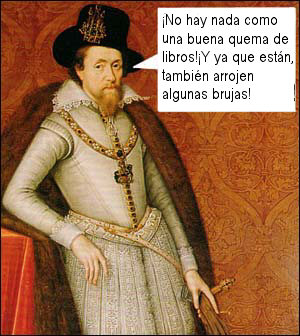 ¡No hay nada como
una buena quema de
libros!¡Y ya que están,
también arrojen
algunas brujas!